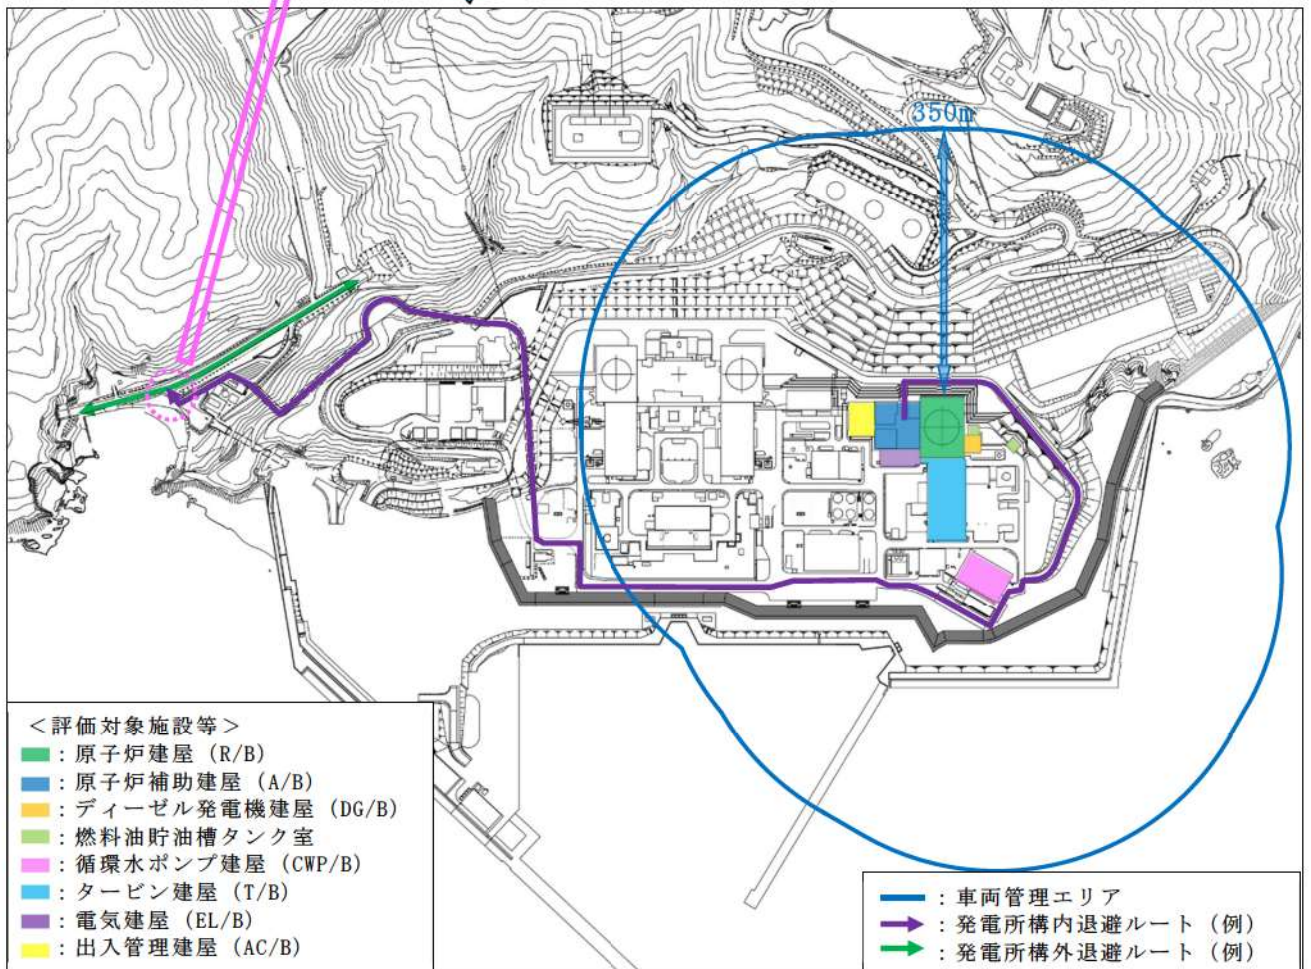 350m
＜評価対象施設等＞
：原子炉建屋（R/B）
：原子炉補助建屋（A/B）
：ディーゼル発電機建屋（DG/B）
：燃料油貯油槽タンク室
：循環水ポンプ建屋（CWP/B）
：タービン建屋（T/B）
：電気建屋（EL/B）
：出入管理建屋（AC/B）
：車両管理エリア
：発電所構内退避ルート（例）
：発電所構外退避ルート（例）